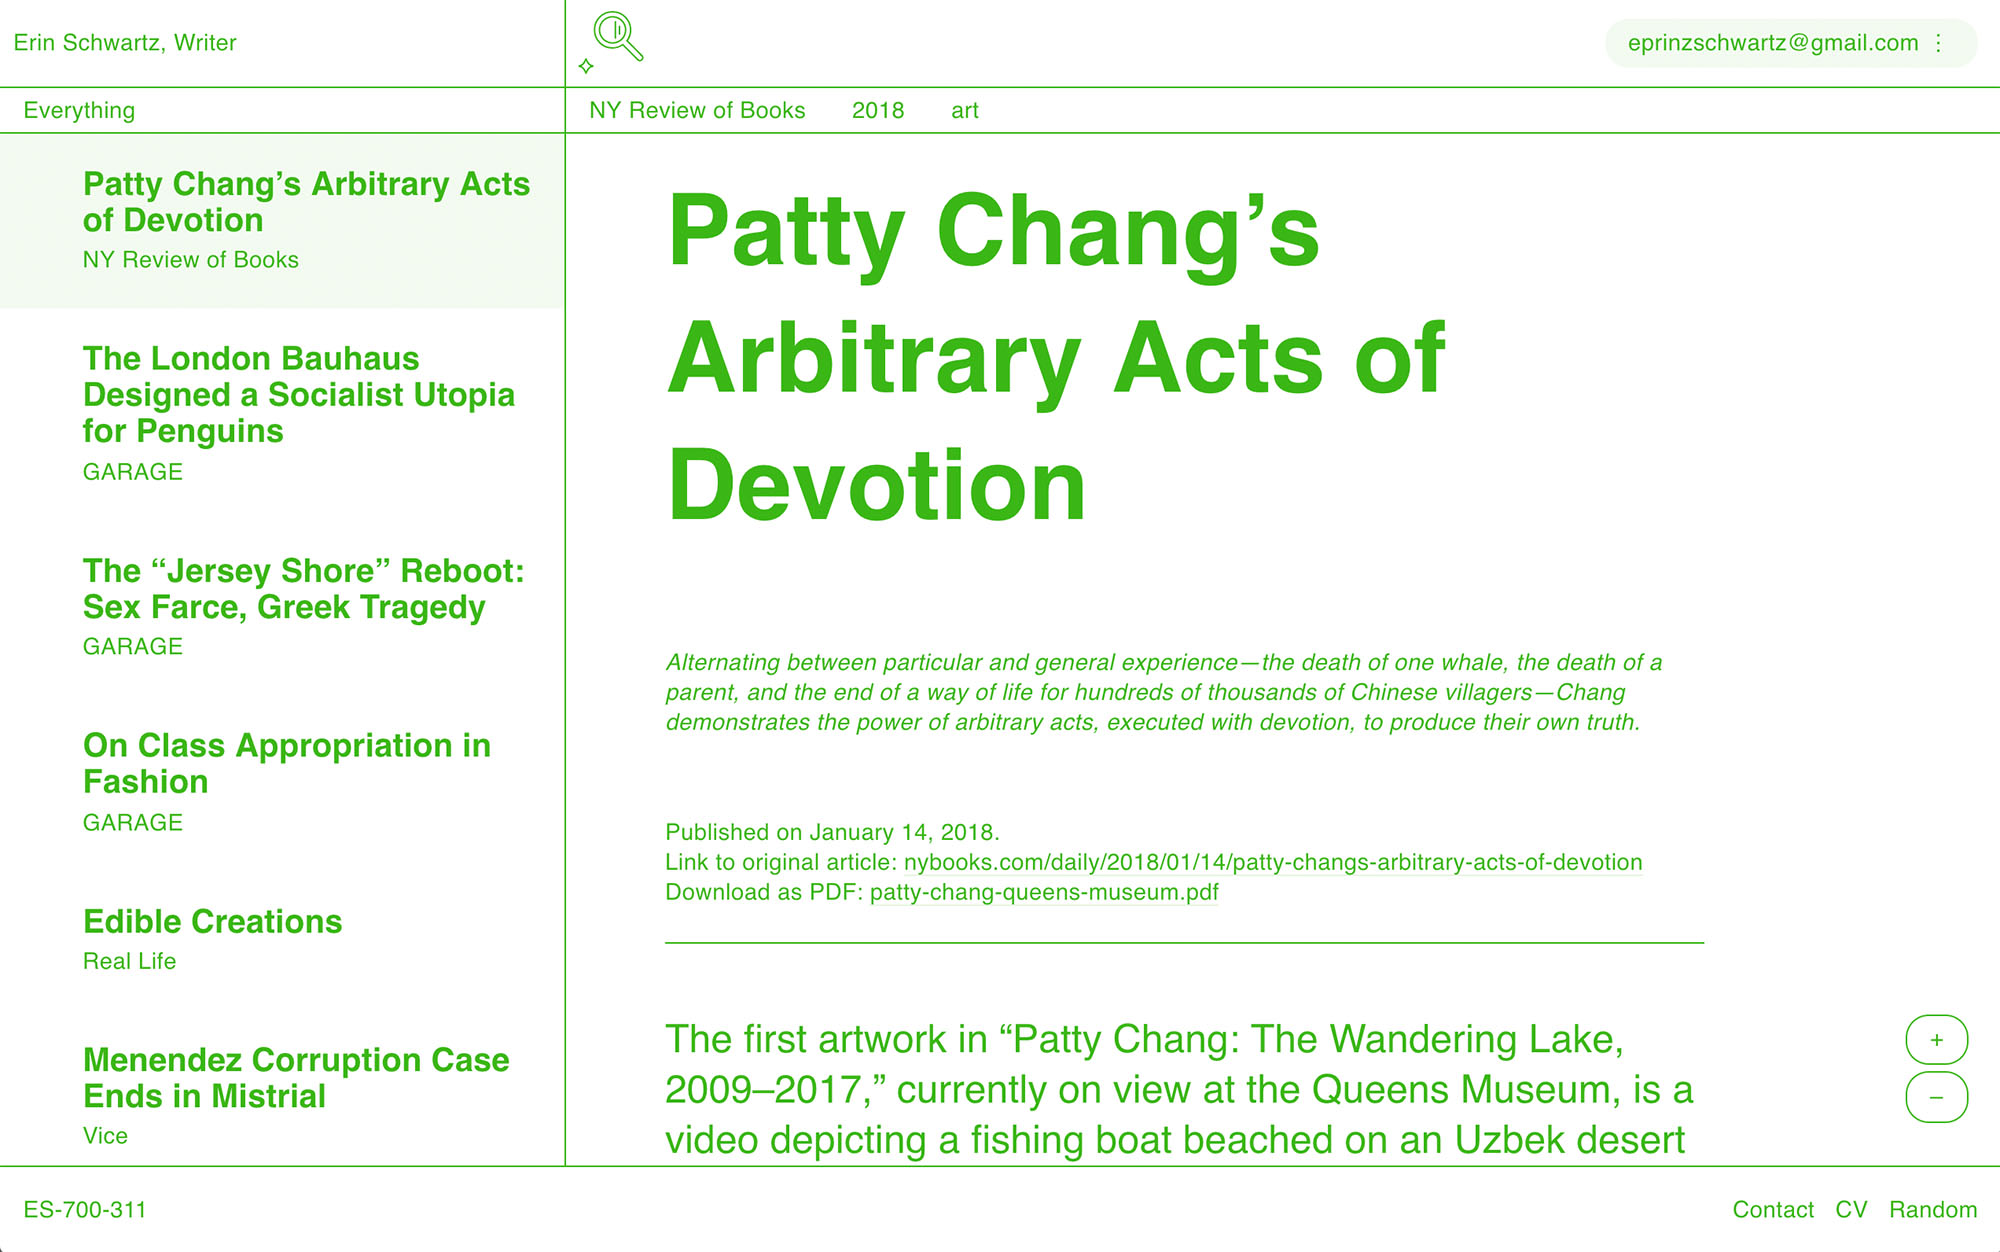 Erin Schwartz, Writer
eprinzschwartz@gmail.com ⋮
Everything
NY Review of Books 2018 art
Patty Chang’s Arbitrary Acts
of Devotion
NY Review of Books
The London Bauhaus
Designed a Socialist Utopia
for Penguins
GARAGE
The “Jersey Shore” Reboot:
Sex Farce, Greek Tragedy
GARAGE
On Class Appropriation in
Fashion
GARAGE
Edible Creations
Real Life
Menendez Corruption Case
Ends in Mistrial
Vice
Patty Chang’s
Arbitrary Acts of
Devotion
Alternating between particular and general experience—the death of one whale, the death of a
parent, and the end of a way of life for hundreds of thousands of Chinese villagers—Chang
demonstrates the power of arbitrary acts, executed with devotion, to produce their own truth.
Published on January 14, 2018.
Link to original article: nybooks.com/daily/2018/01/14/patty-changs-arbitrary-acts-of-devotion
Download as PDF: patty-chang-queens-museum.pdf
The first artwork in “Patty Chang: The Wandering Lake,
2009–2017,” currently on view at the Queens Museum, is a
video depicting a fishing boat beached on an Uzbek desert
+
–
ES-700-311
Contact CV Random